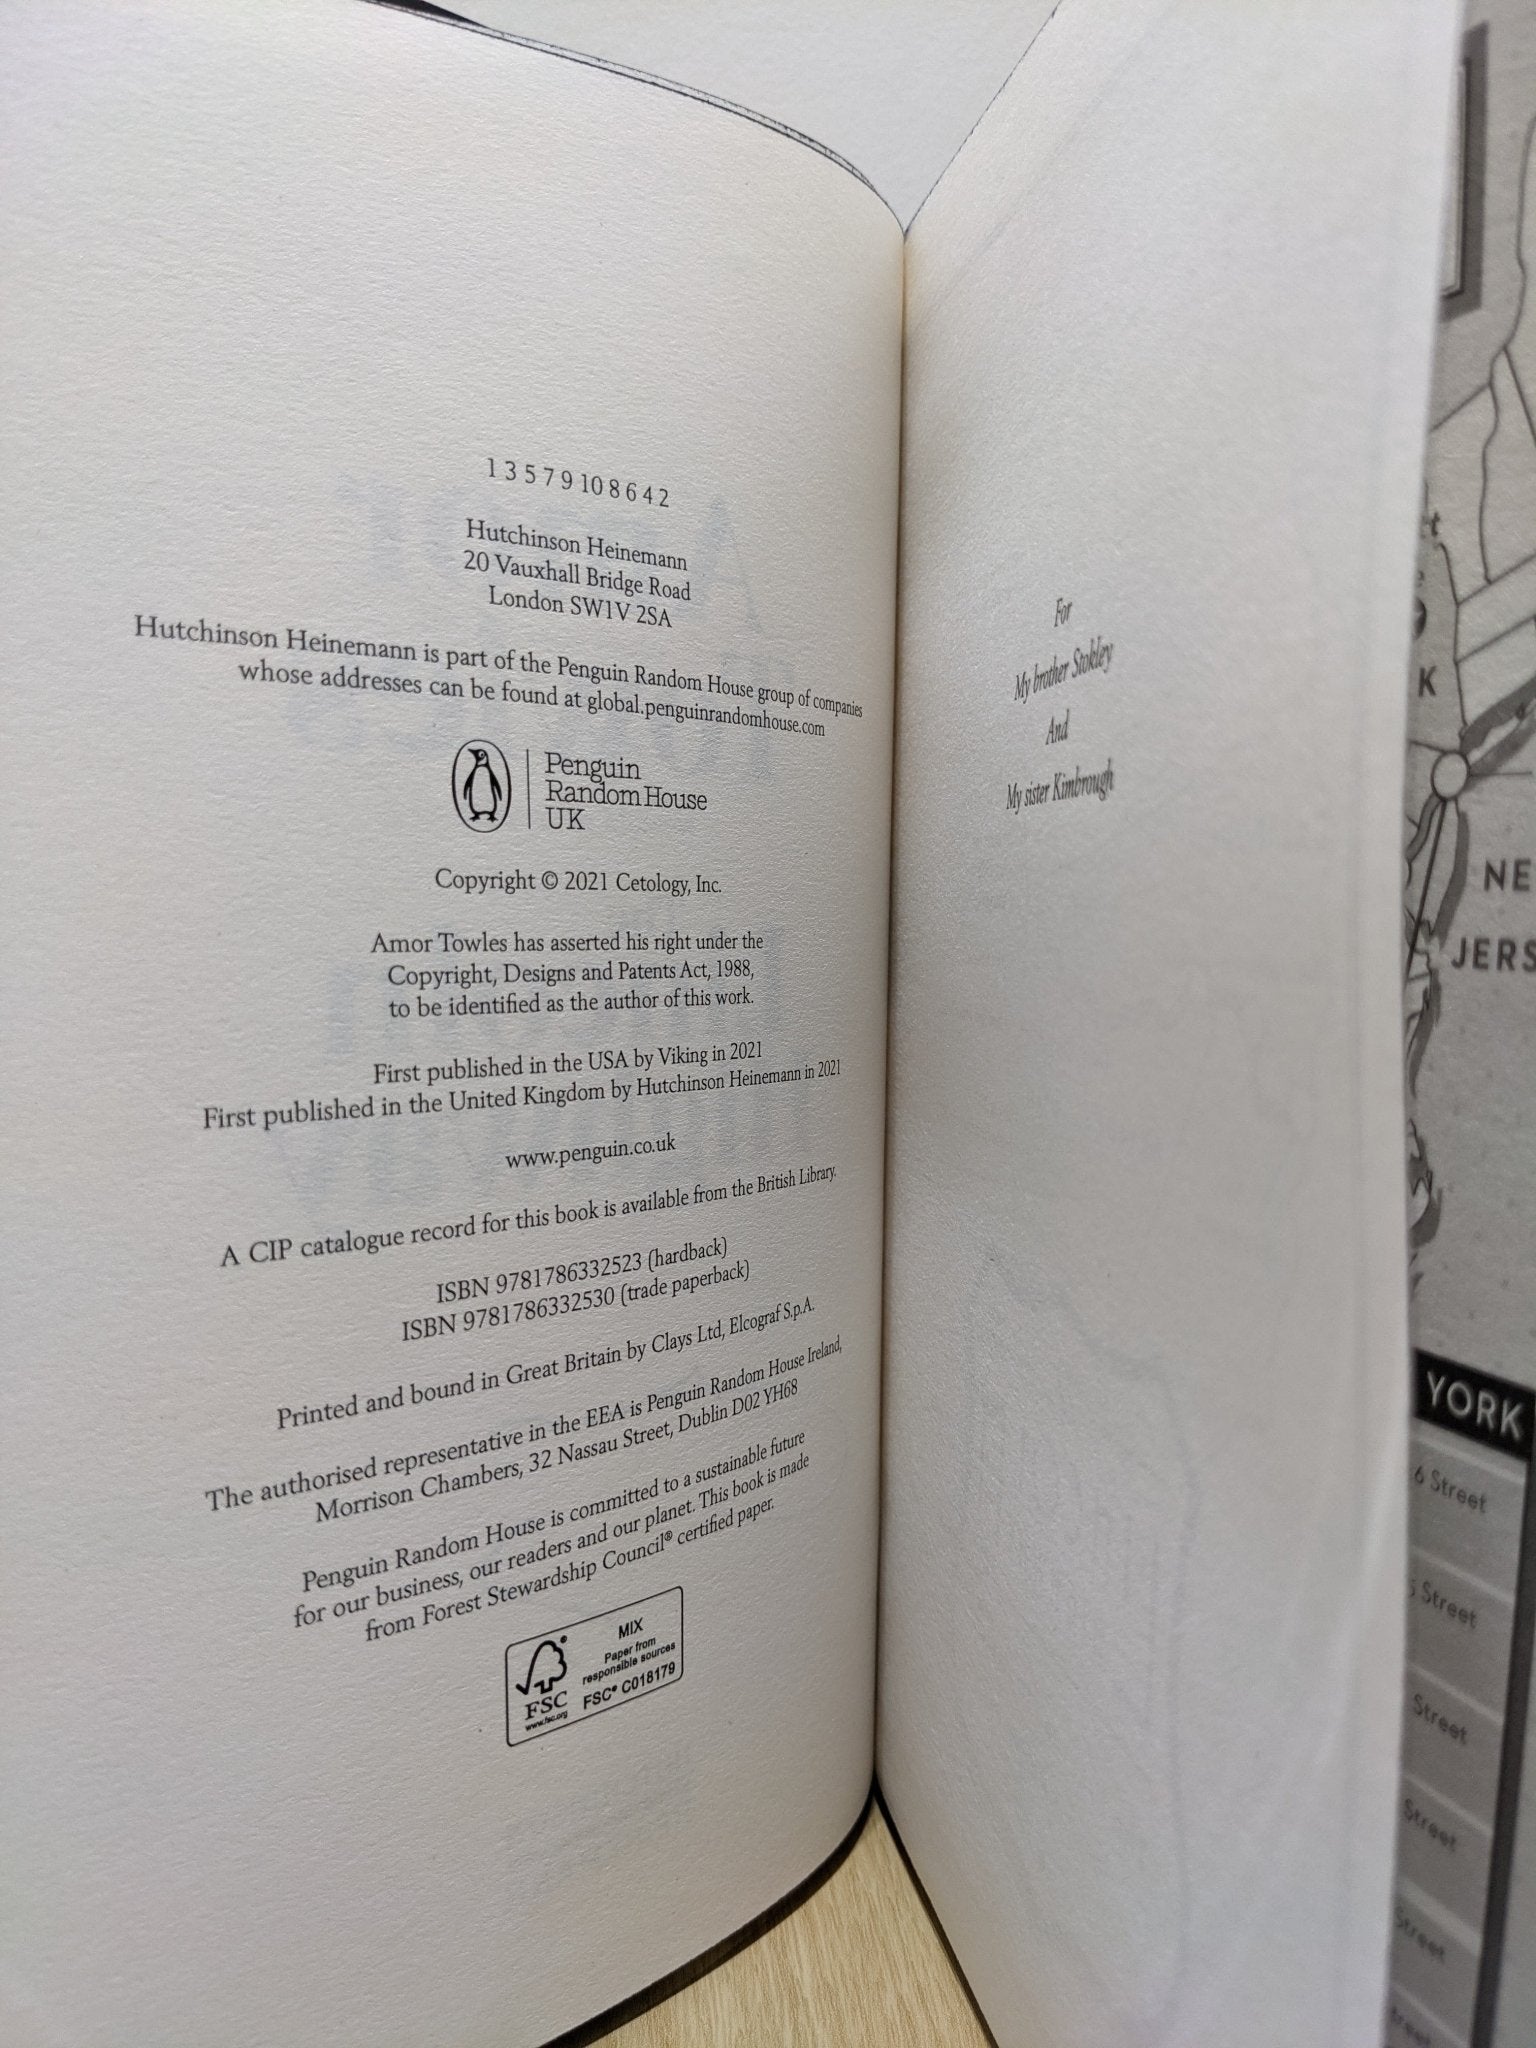 1 3 5 7 9 10 8 6 4 2
Hutchinson Heinemann
20 Vauxhall Bridge Road
London SW1V 2SA
Hutchinson Heinemann is part of the Penguin Random House group of companies
whose addresses can be found at global.penguinrandomhouse.com
Penguin
Random House
UK
Copyright © 2021 Cetology, Inc.
Amor Towles has asserted his right under the
Copyright, Designs and Patents Act, 1988,
to be identified as the author of this work.
First published in the USA by Viking in 2021
First published in the United Kingdom by Hutchinson Heinemann in 2021
www.penguin.co.uk
A CIP catalogue record for this book is available from the British Library.
ISBN 9781786332523 (hardback)
ISBN 9781786332530 (trade paperback)
Printed and bound in Great Britain by Clays Ltd, Elcograf S.p.A.
The authorised representative in the EEA is Penguin Random House Ireland,
Morrison Chambers, 32 Nassau Street, Dublin D02 YH68
Penguin Random House is committed to a sustainable future
for our business, our readers and our planet. This book is made
from Forest Stewardship Council® certified paper.
FSC
www.fsc.org
MIX
Paper from
responsible sources
FSC® C018179
For
My brother Stokley
And
My sister Kimbrough
K
NE
JERS
YORK
6 Street
Street
Street
Street
Street